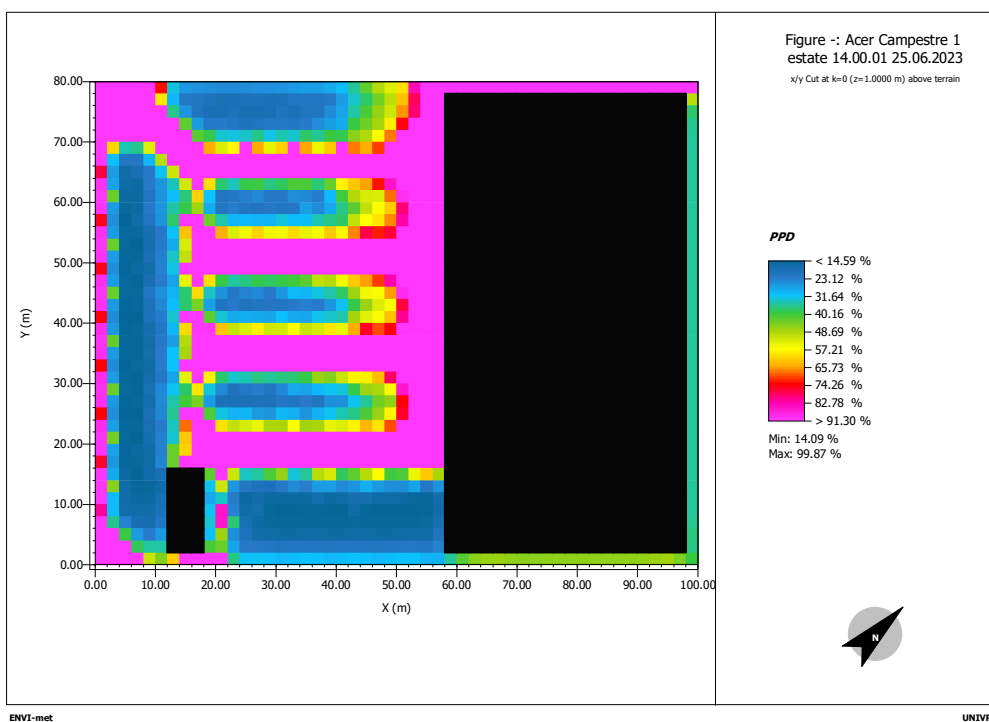 Figure -: Acer Campestre 1
estate 14.00.01 25.06.2023
x/y Cut at k=0 (z=1.0000 m) above terrain
80.00
70.00
60.00
50.00
40.00
30.00
20.00
10.00
0.00
Y (m)
0.00 10.00 20.00 30.00 40.00 50.00 60.00 70.00 80.00 90.00 100.00
X (m)
PPD
< 14.59 %
23.12 %
31.64 %
40.16 %
48.69 %
57.21 %
65.73 %
74.26 %
82.78 %
> 91.30 %
Min: 14.09 %
Max: 99.87 %
N
ENVI-met